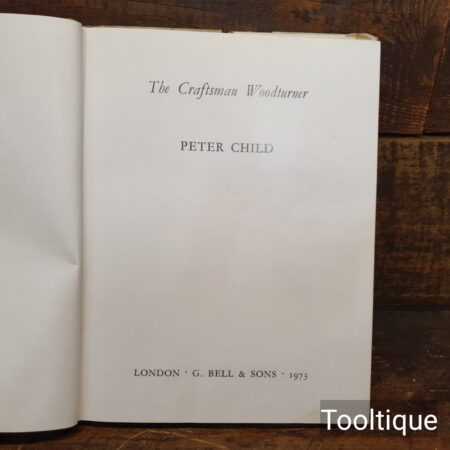 The Craftsman Woodturner
PETER CHILD
LONDON · G. BELL & SONS · 1973
Tooltique